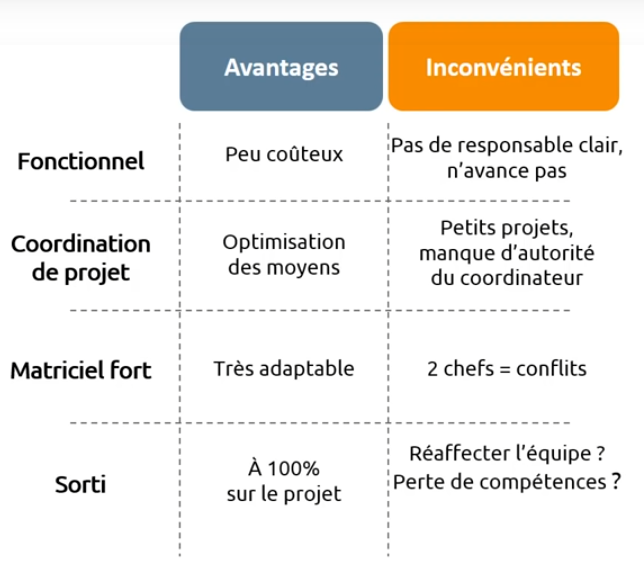 Avantages
Inconvénients
Fonctionnel
Peu coûteux
Pas de responsable clair,
n'avance pas
Coordination
de projet
Optimisation
des moyens
Petits projets,
manque d'autorité
du coordinateur
Matriciel fort
Très adaptable
2 chefs = conflits
Sorti
À 100%
sur le projet
Réaffecter l'équipe ?
Perte de compétences ?